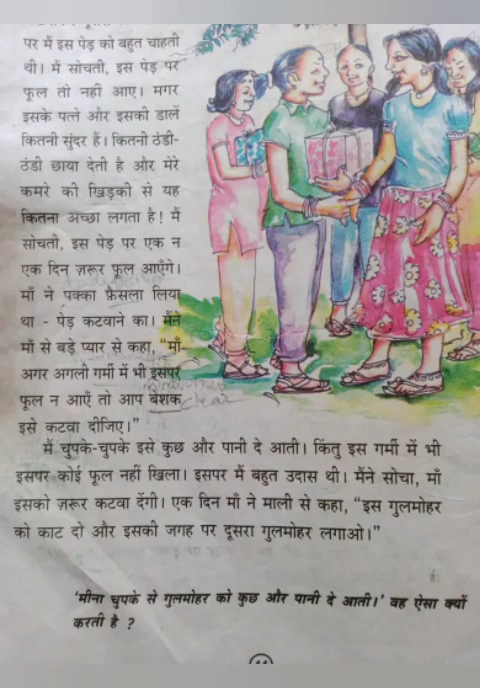 पर मैं इस पेड़ को बहुत चाहती
थी। मैं सोचती, इस पेड़ पर
फूल तो नहीं आए। मगर
इसके पत्ते और इसकी डालें
कितनी सुंदर हैं। कितनी ठंडी-
ठंडी छाया देती है और मेरे
कमरे की खिड़की से यह
कितना अच्छा लगता है! मैं
सोचती, इस पेड़ पर एक न
एक दिन ज़रूर फूल आएँगे।
माँ ने पक्का फ़ैसला लिया
था - पेड़ कटवाने का। मैंने
माँ से बड़े प्यार से कहा, “माँ-
अगर अगली गर्मी में भी इसपर
फूल न आएँ तो आप बेशक
clear
इसे कटवा दीजिए।”
मैं चुपके-चुपके इसे कुछ और पानी दे आती। किंतु इस गर्मी में भी
इसपर कोई फूल नहीं खिला। इसपर मैं बहुत उदास थी। मैंने सोचा, माँ
इसको ज़रूर कटवा देंगी। एक दिन माँ ने माली से कहा, “इस गुलमोहर
को काट दो और इसकी जगह पर दूसरा गुलमोहर लगाओ।”
‘मीना चुपके से गुलमोहर को कुछ और पानी दे आती।’ वह ऐसा क्यों
करती है ?